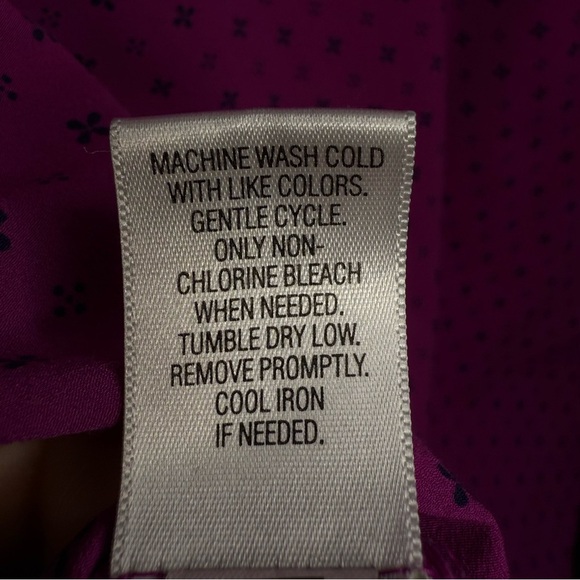 MACHINE WASH COLD
WITH LIKE COLORS.
GENTLE CYCLE.
ONLY NON-
CHLORINE BLEACH
WHEN NEEDED.
TUMBLE DRY LOW.
REMOVE PROMPTLY.
COOL IRON
IF NEEDED.